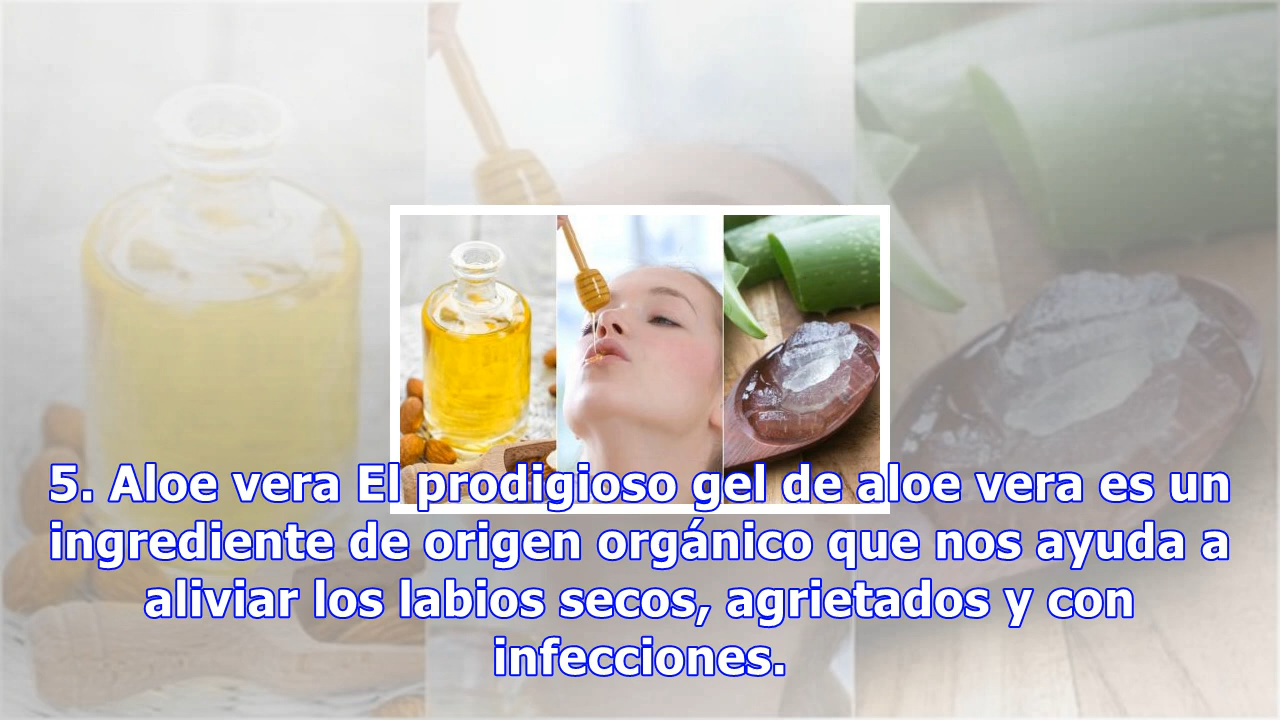 5. Aloe vera El prodigioso gel de aloe vera es un
ingrediente de origen orgánico que nos ayuda a
aliviar los labios secos, agrietados y con
infecciones.